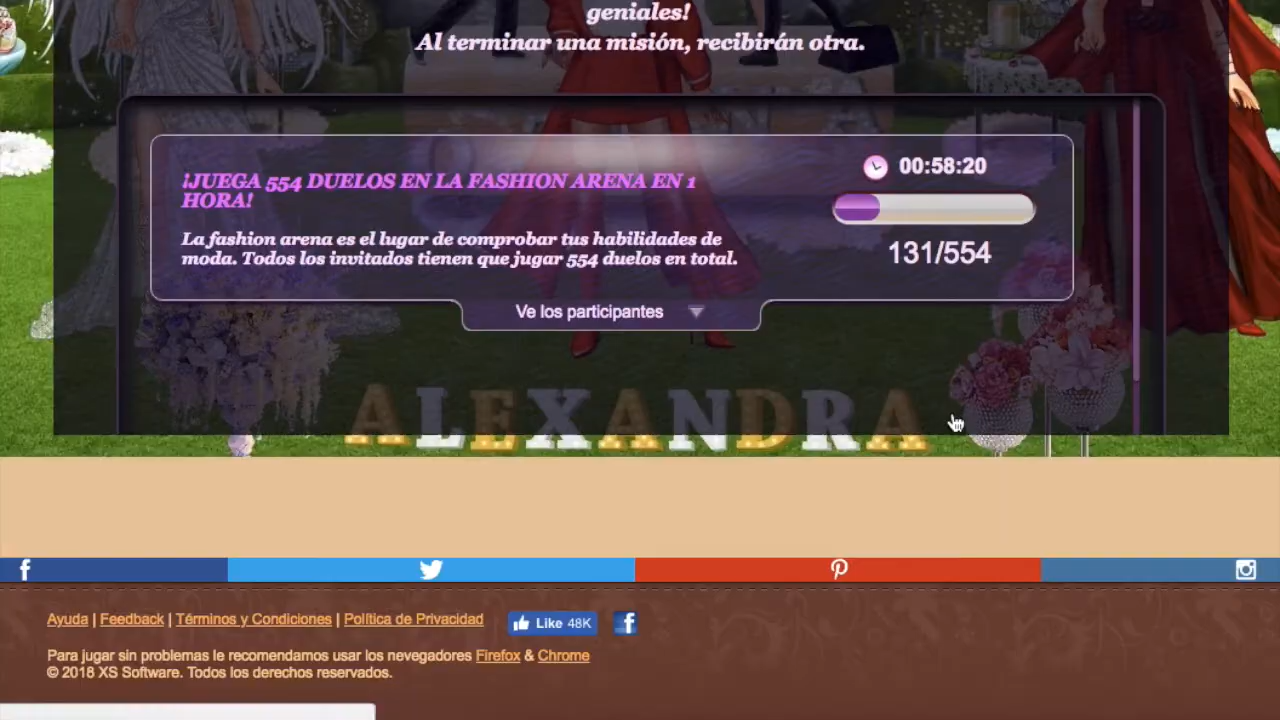 geniales!
Al terminar una misión, recibirán otra.
¡JUEGA 554 DUELOS EN LA FASHION ARENA EN 1
HORA!
La fashion arena es el lugar de comprobar tus habilidades de
moda. Todos los invitados tienen que jugar 554 duelos en total.
00:58:20
131/554
Ve los participantes
ALEXANDRA
Ayuda | Feedback | Términos y Condiciones | Política de Privacidad
Like 48K
Para jugar sin problemas le recomendamos usar los nevegadores Firefox & Chrome
© 2018 XS Software. Todos los derechos reservados.